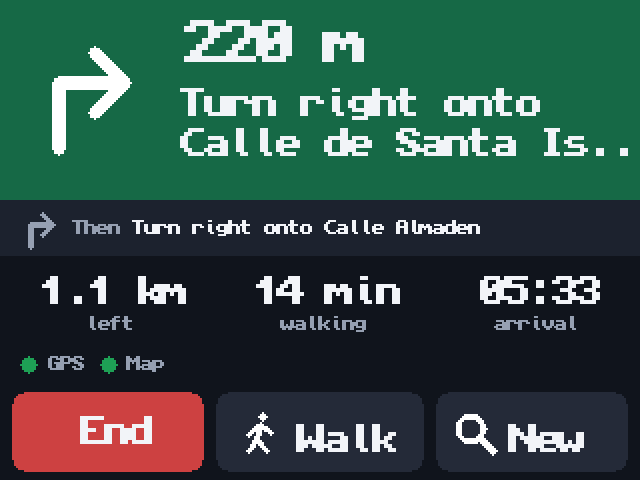 220 m
Turn right onto
Calle de Santa Is..
Then Turn right onto Calle Almaden
1.1 km 14 min 05:33
left walking arrival
GPS Map
End Walk New